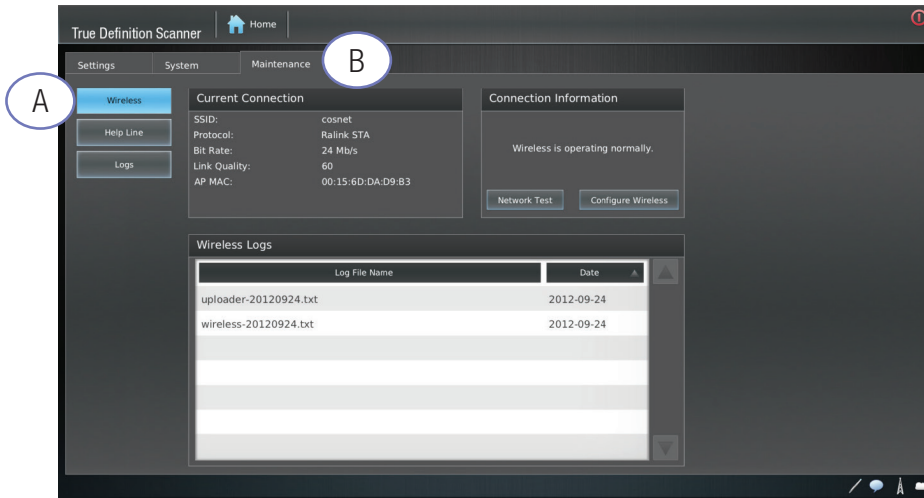 True Definition Scanner
Home
Settings
System
Maintenance
B
A
Wireless
Help Line
Logs
Current Connection
SSID: cosnet
Protocol: Ralink STA
Bit Rate: 24 Mb/s
Link Quality: 60
AP MAC: 00:15:6D:DA:D9:B3
Connection Information
Wireless is operating normally.
Network Test
Configure Wireless
Wireless Logs
Log File Name Date
uploader-20120924.txt 2012-09-24
wireless-20120924.txt 2012-09-24